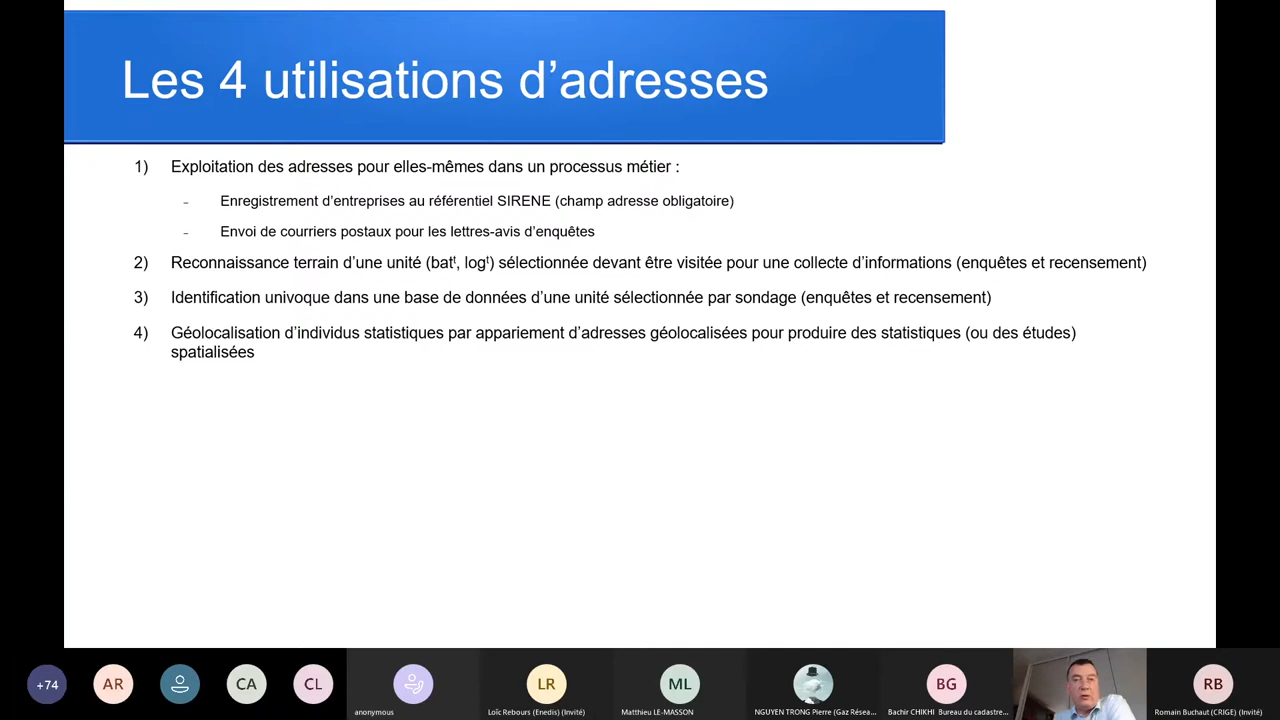 Les 4 utilisations d’adresses
1) Exploitation des adresses pour elles-mêmes dans un processus métier :
- Enregistrement d’entreprises au référentiel SIRENE (champ adresse obligatoire)
- Envoi de courriers postaux pour les lettres-avis d’enquêtes
2) Reconnaissance terrain d’une unité (batᵗ, logᵗ) sélectionnée devant être visitée pour une collecte d’informations (enquêtes et recensement)
3) Identification univoque dans une base de données d’une unité sélectionnée par sondage (enquêtes et recensement)
4) Géolocalisation d’individus statistiques par appariement d’adresses géolocalisées pour produire des statistiques (ou des études)
spatialisées
+74 AR CA CL LR ML BG RB
anonymous Loïc Rebours (Enedis) (Invité) Matthieu LE-MASSON NGUYEN TRONG Pierre (Gaz Résea... Bachir CHIKHI Bureau du cadastre... Romain Buchaut (CRIGE) (Invité)